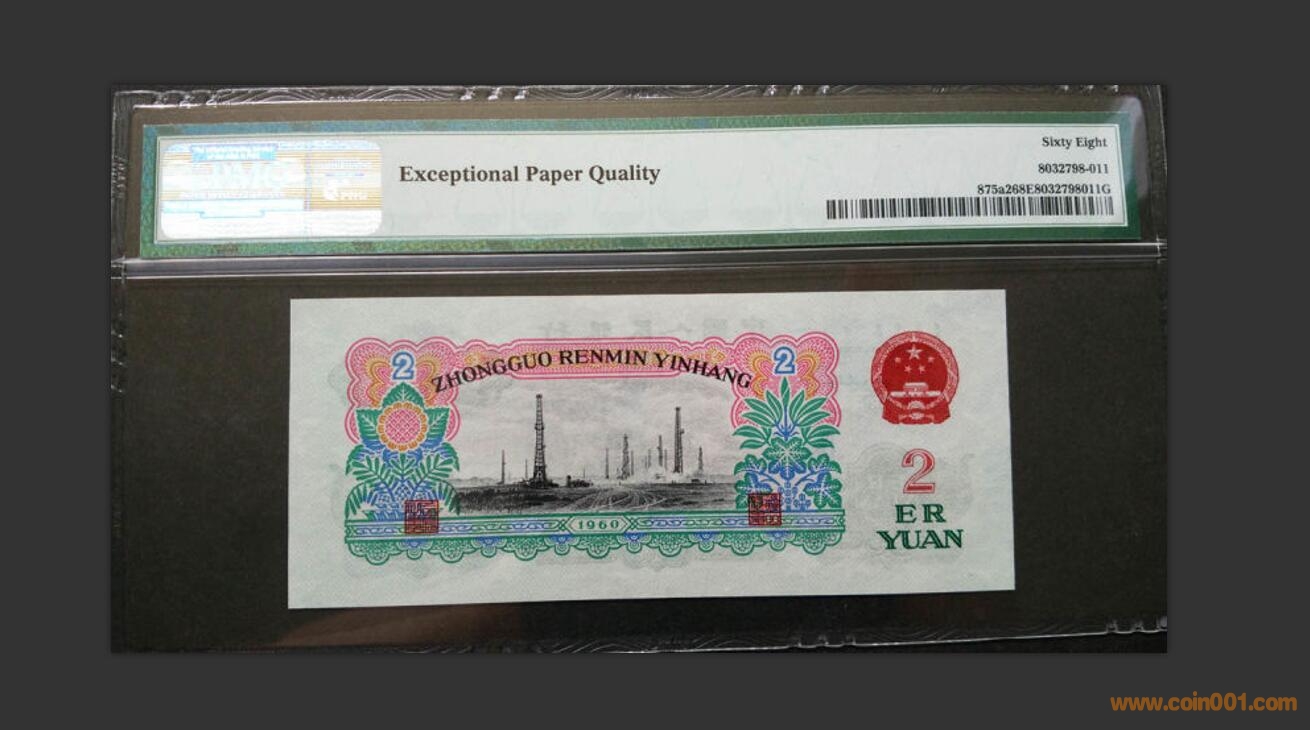 Exceptional Paper Quality
Sixty Eight
8032798-011
875a268E8032798011G
2
ZHONGGUO RENMIN YINHANG
2
1960
2
ER
YUAN
www.coin001.com